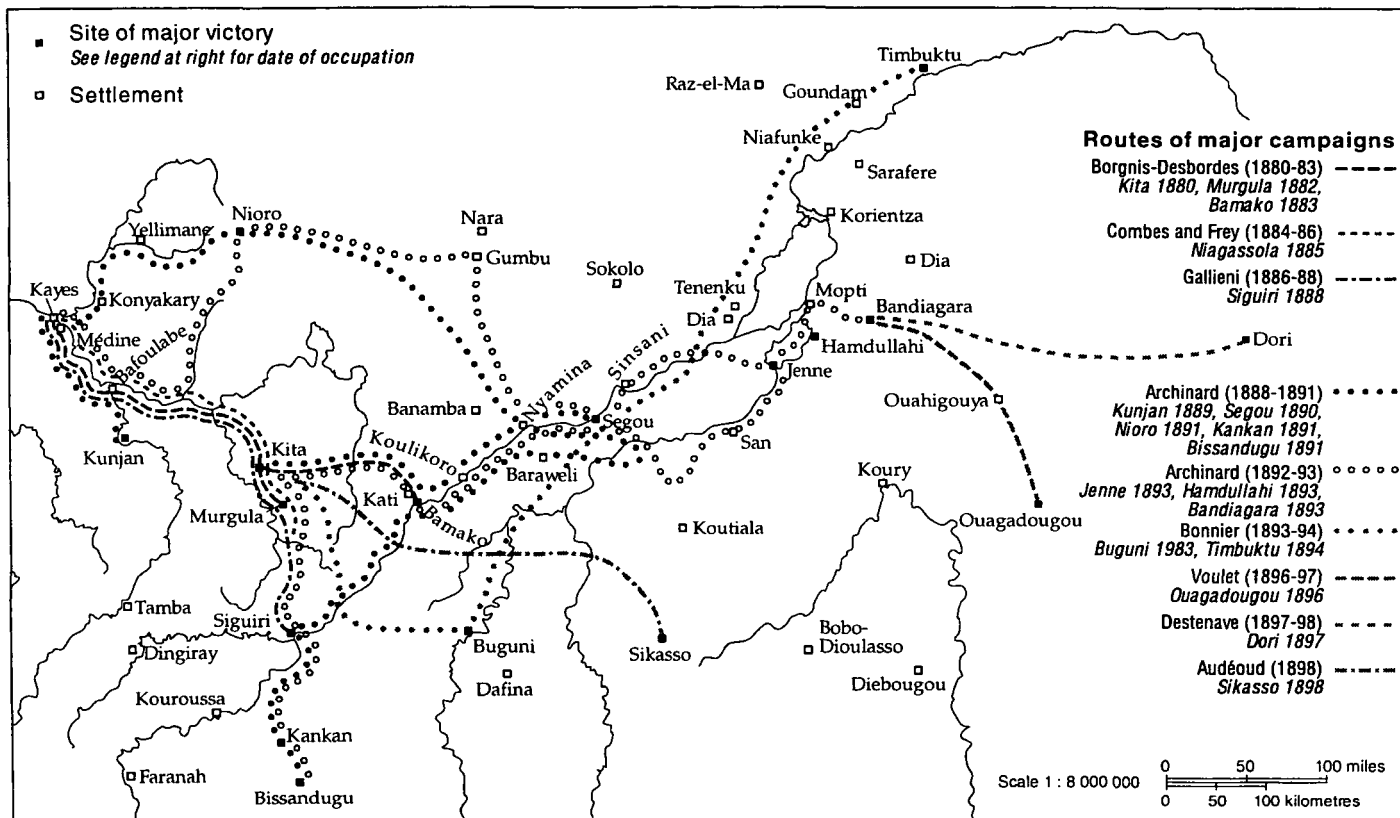 Site of major victory
See legend at right for date of occupation
Settlement
Timbuktu
Raz-el-Ma
Goundam
Niafunke
Sarafere
Korientza
Nioro
Nara
Yellimane
Gumbu
Sokolo
Dia
Kayes
Konyakary
Tenenku
Mopti
Bandiagara
Médine
Bafoulabe
Dia
Sinsani
Hamdullahi
Dori
Jenne
Nyamina
Banamba
Segou
Ouahigouya
Kunjan
Kita
Koulikoro
San
Baraweli
Koury
Kati
Bamako
Murgula
Koutiala
Ouagadougou
Tamba
Siguiri
Buguni
Sikasso
Bobo-
Dioulasso
Dingiray
Dafina
Diebougou
Kouroussa
Kankan
Faranah
Bissandugu
Routes of major campaigns
Borgnis-Desbordes (1880-83)
Kita 1880, Murgula 1882,
Bamako 1883
Combes and Frey (1884-86)
Niagassola 1885
Gallieni (1886-88)
Siguiri 1888
Archinard (1888-1891)
Kunjan 1889, Segou 1890,
Nioro 1891, Kankan 1891,
Bissandugu 1891
Archinard (1892-93)
Jenne 1893, Hamdullahi 1893,
Bandiagara 1893
Bonnier (1893-94)
Buguni 1983, Timbuktu 1894
Voulet (1896-97)
Ouagadougou 1896
Destenave (1897-98)
Dori 1897
Audéoud (1898)
Sikasso 1898
Scale 1 : 8 000 000
0 50 100 miles
0 50 100 kilometres